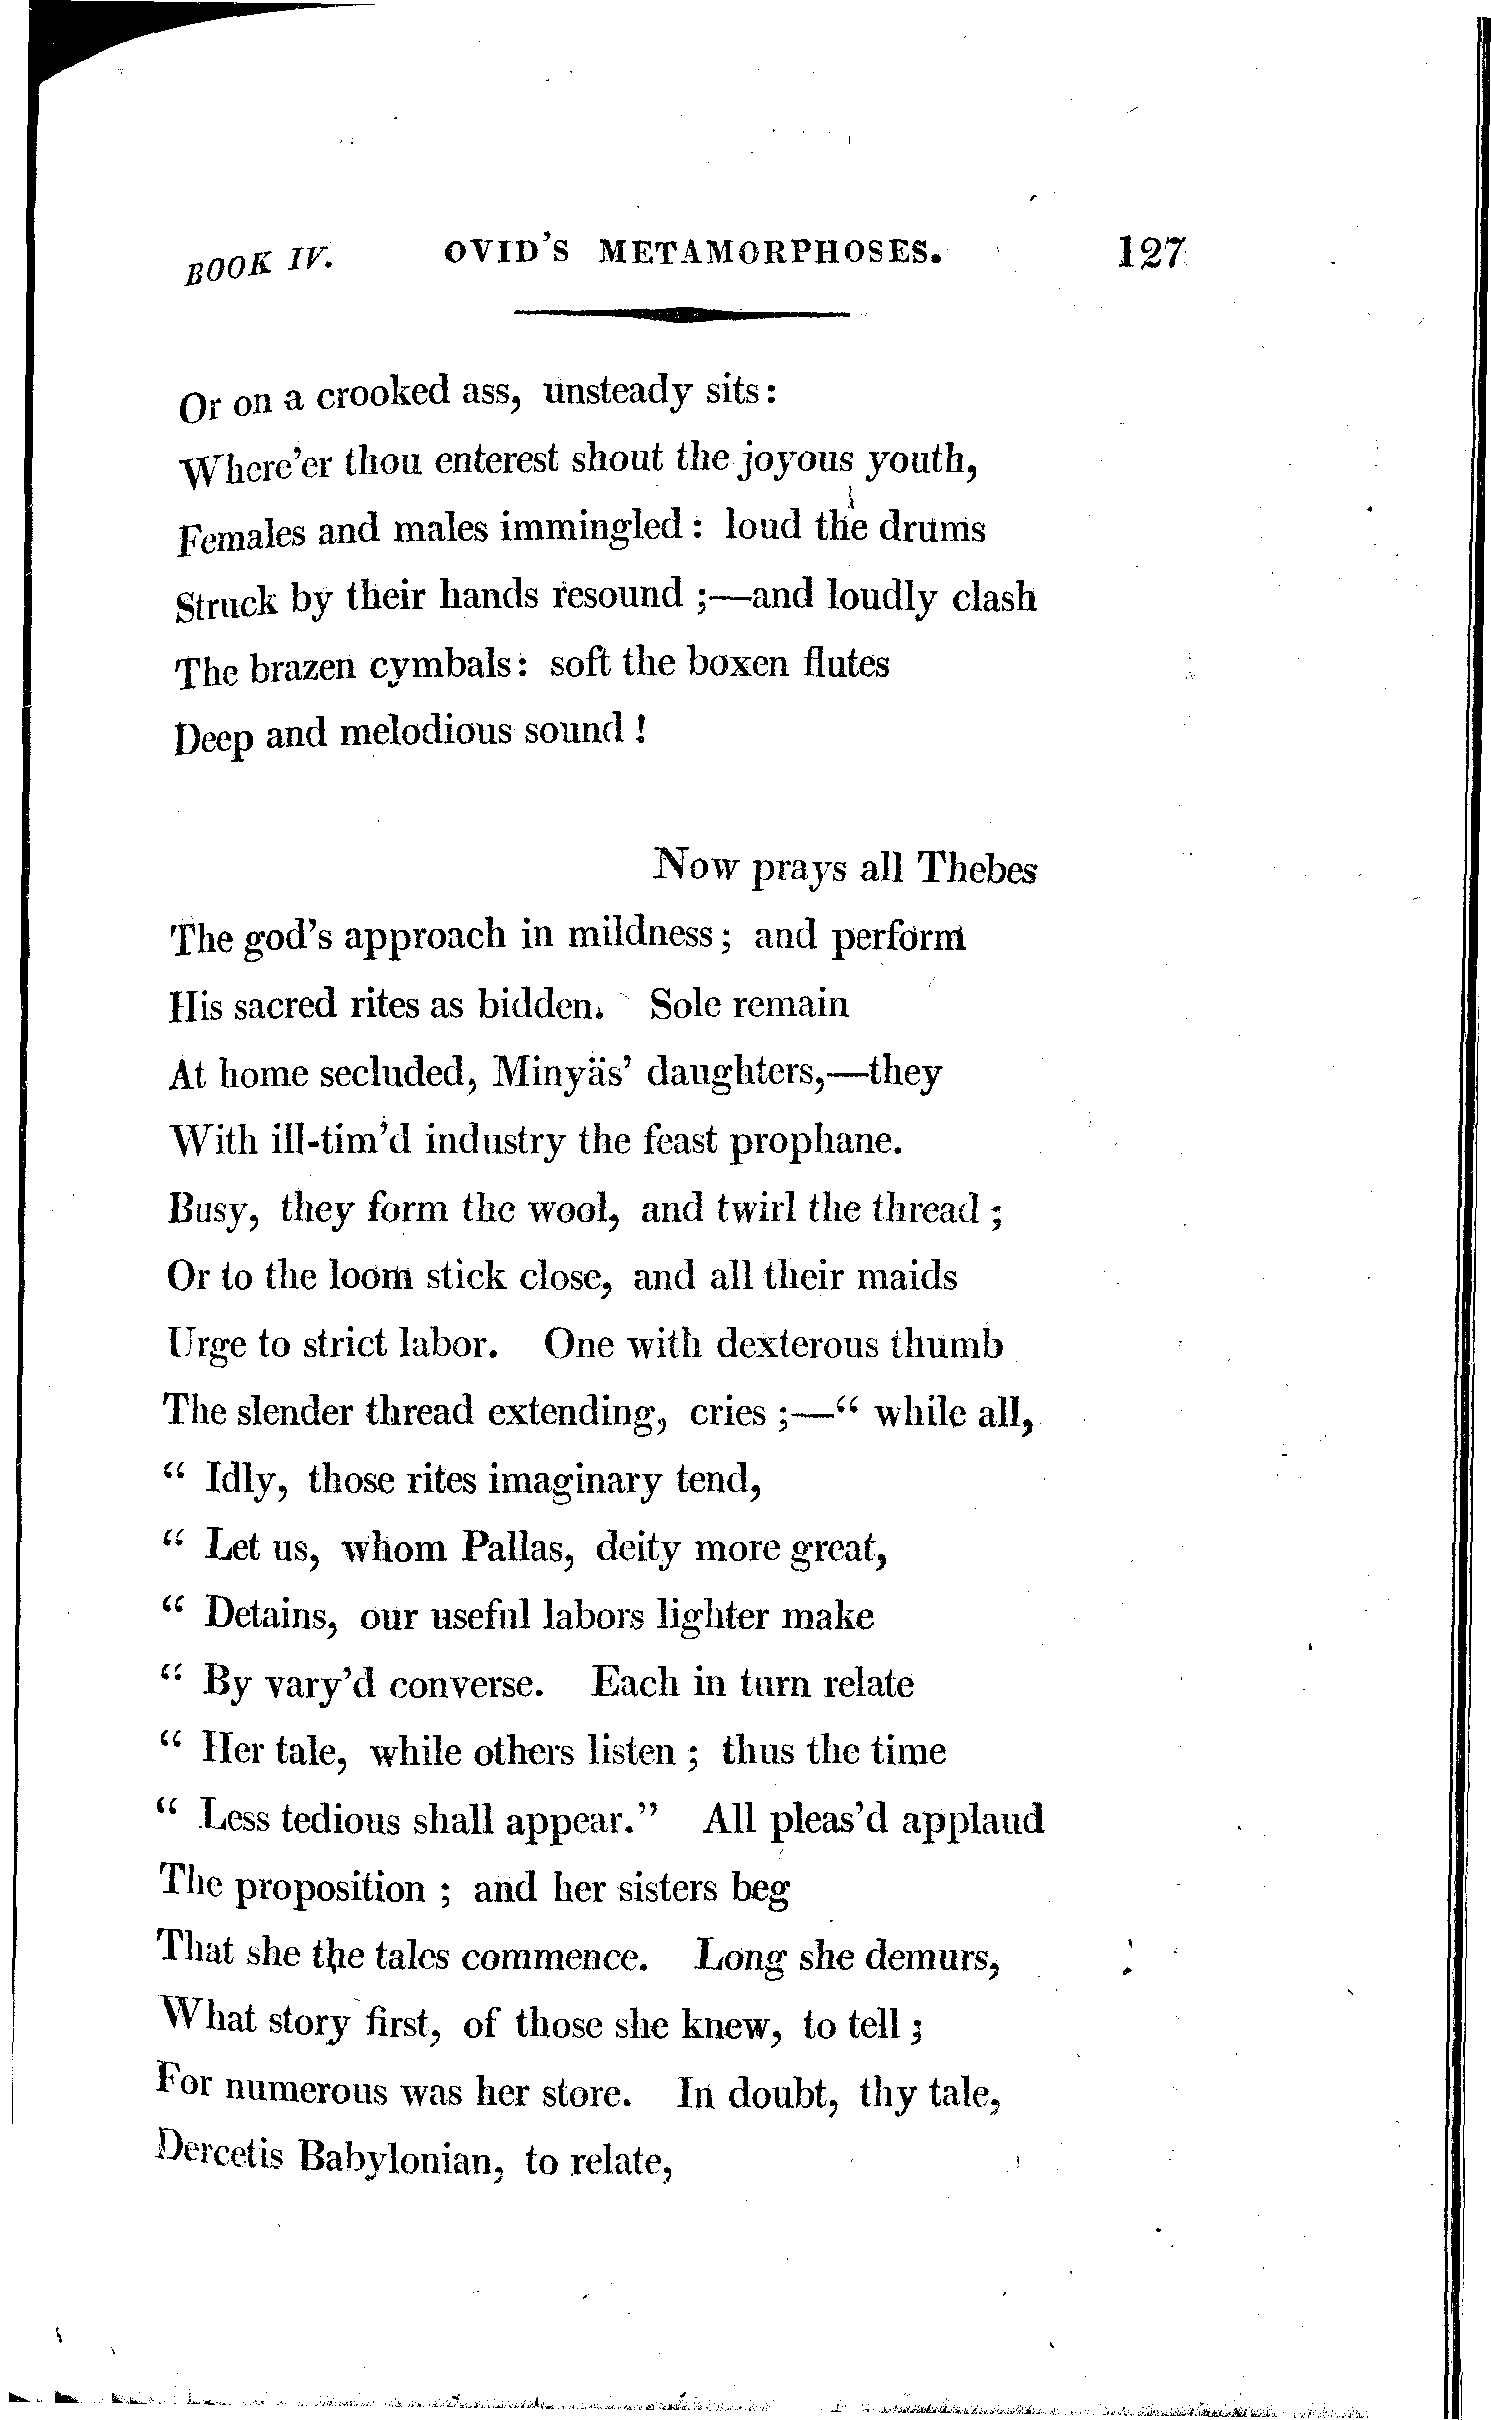 BOOK IV. OVID'S METAMORPHOSES. 127
Or on a crooked ass, unsteady sits:
Where'er thou enterest shout the joyous youth,
Females and males immingled: loud the drums
Struck by their hands resound ;—and loudly clash
The brazen cymbals: soft the boxen flutes
Deep and melodious sound !
Now prays all Thebes
The god's approach in mildness; and perform
His sacred rites as bidden. Sole remain
At home secluded, Minyäs' daughters,—they
With ill-tim'd industry the feast prophane.
Busy, they form the wool, and twirl the thread ;
Or to the loom stick close, and all their maids
Urge to strict labor. One with dexterous thumb
The slender thread extending, cries ;—“ while all,
“ Idly, those rites imaginary tend,
“ Let us, whom Pallas, deity more great,
“ Detains, our useful labors lighter make
“ By vary'd converse. Each in turn relate
“ Her tale, while others listen ; thus the time
“ Less tedious shall appear.” All pleas'd applaud
The proposition ; and her sisters beg
That she the tales commence. Long she demurs,
What story first, of those she knew, to tell ;
For numerous was her store. In doubt, thy tale,
Dercetis Babylonian, to relate,